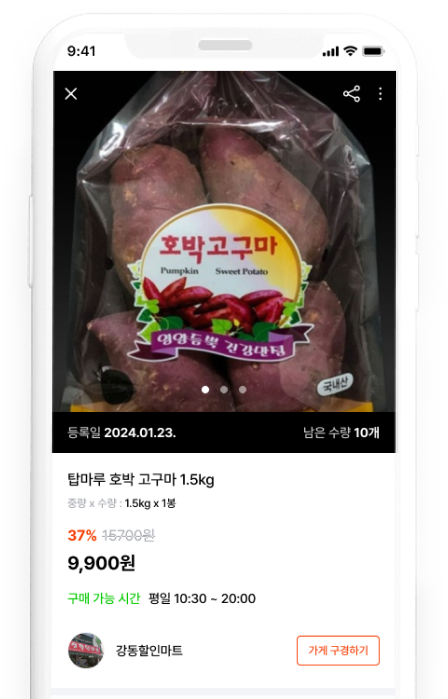 9:41
호박고구마
Pumpkin Sweet Potato
영양듬뿍 건강만점
국내산
등록일 2024.01.23.
남은 수량 10개
탑마루 호박 고구마 1.5kg
중량 x 수량 : 1.5kg x 1봉
37% 15700원
9,900원
구매 가능 시간 평일 10:30 ~ 20:00
강동할인마트
가게 구경하기